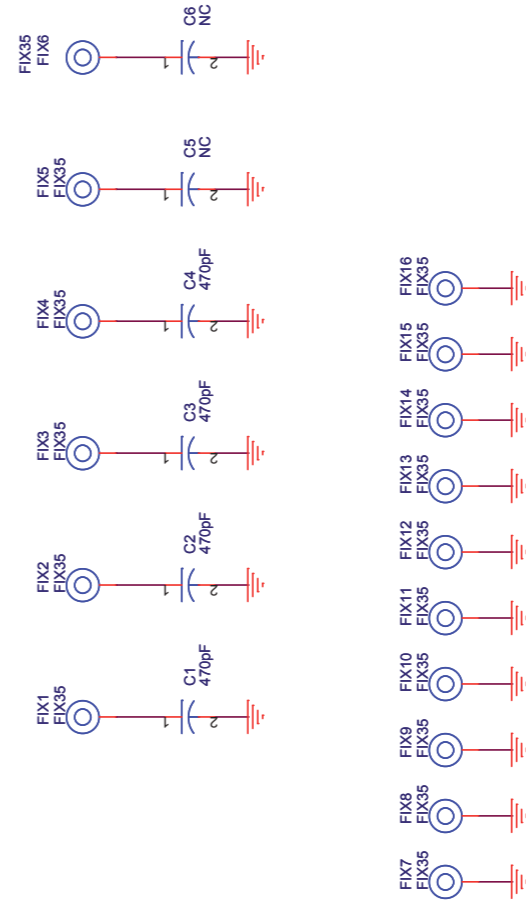 FIX35
FIX6
C6
NC
1
2
FIX5
FIX35
C5
NC
1
2
FIX4
FIX35
C4
470pF
1
2
FIX3
FIX35
C3
470pF
1
2
FIX2
FIX35
C2
470pF
1
2
FIX1
FIX35
C1
470pF
1
2
FIX16
FIX35
FIX15
FIX35
FIX14
FIX35
FIX13
FIX35
FIX12
FIX35
FIX11
FIX35
FIX10
FIX35
FIX9
FIX35
FIX8
FIX35
FIX7
FIX35